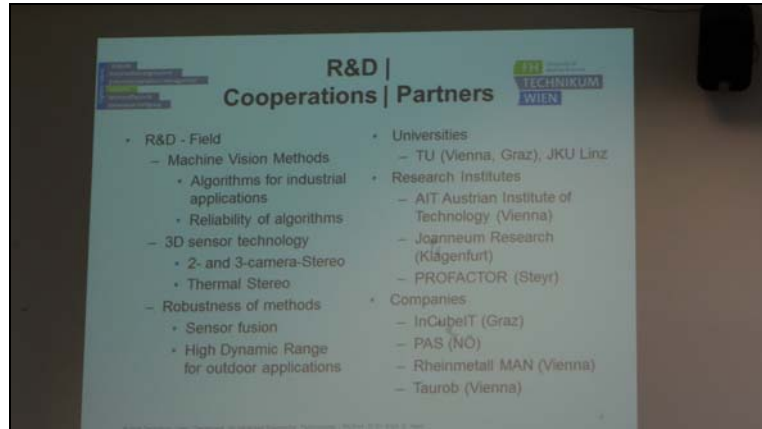 R&D |
Cooperations | Partners
FH
TECHNIKUM
WIEN
• R&D - Field
– Machine Vision Methods
• Algorithms for industrial
applications
• Reliability of algorithms
– 3D sensor technology
• 2- and 3-camera-Stereo
• Thermal Stereo
– Robustness of methods
• Sensor fusion
• High Dynamic Range
for outdoor applications
• Universities
– TU (Vienna, Graz), JKU Linz
• Research Institutes
– AIT Austrian Institute of
Technology (Vienna)
– Joanneum Research
(Klagenfurt)
– PROFACTOR (Steyr)
• Companies
– InCubeIT (Graz)
– PAS (NÖ)
– Rheinmetall MAN (Vienna)
– Taurob (Vienna)